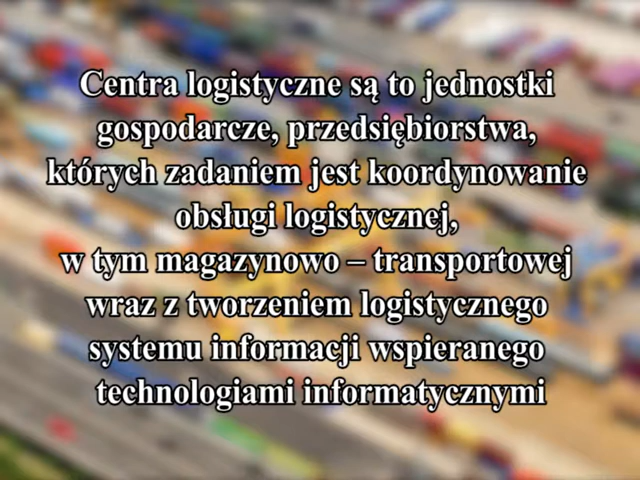 Centra logistyczne są to jednostki
gospodarcze, przedsiębiorstwa,
których zadaniem jest koordynowanie
obsługi logistycznej,
w tym magazynowo – transportowej
wraz z tworzeniem logistycznego
systemu informacji wspieranego
technologiami informatycznymi